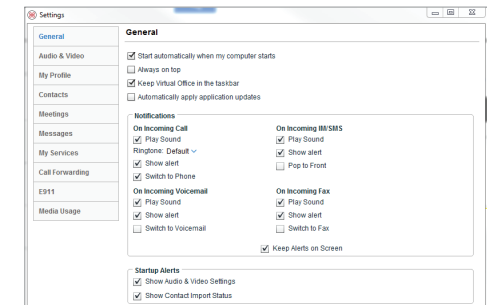 Settings
General
Audio & Video
My Profile
Contacts
Meetings
Messages
My Services
Call Forwarding
E911
Media Usage
General
Start automatically when my computer starts
Always on top
Keep Virtual Office in the taskbar
Automatically apply application updates
Notifications
On Incoming Call
Play Sound
Ringtone: Default
Show alert
Switch to Phone
On Incoming IM/SMS
Play Sound
Show alert
Pop to Front
On Incoming Voicemail
Play Sound
Show alert
Switch to Voicemail
On Incoming Fax
Play Sound
Show alert
Switch to Fax
Keep Alerts on Screen
Startup Alerts
Show Audio & Video Settings
Show Contact Import Status